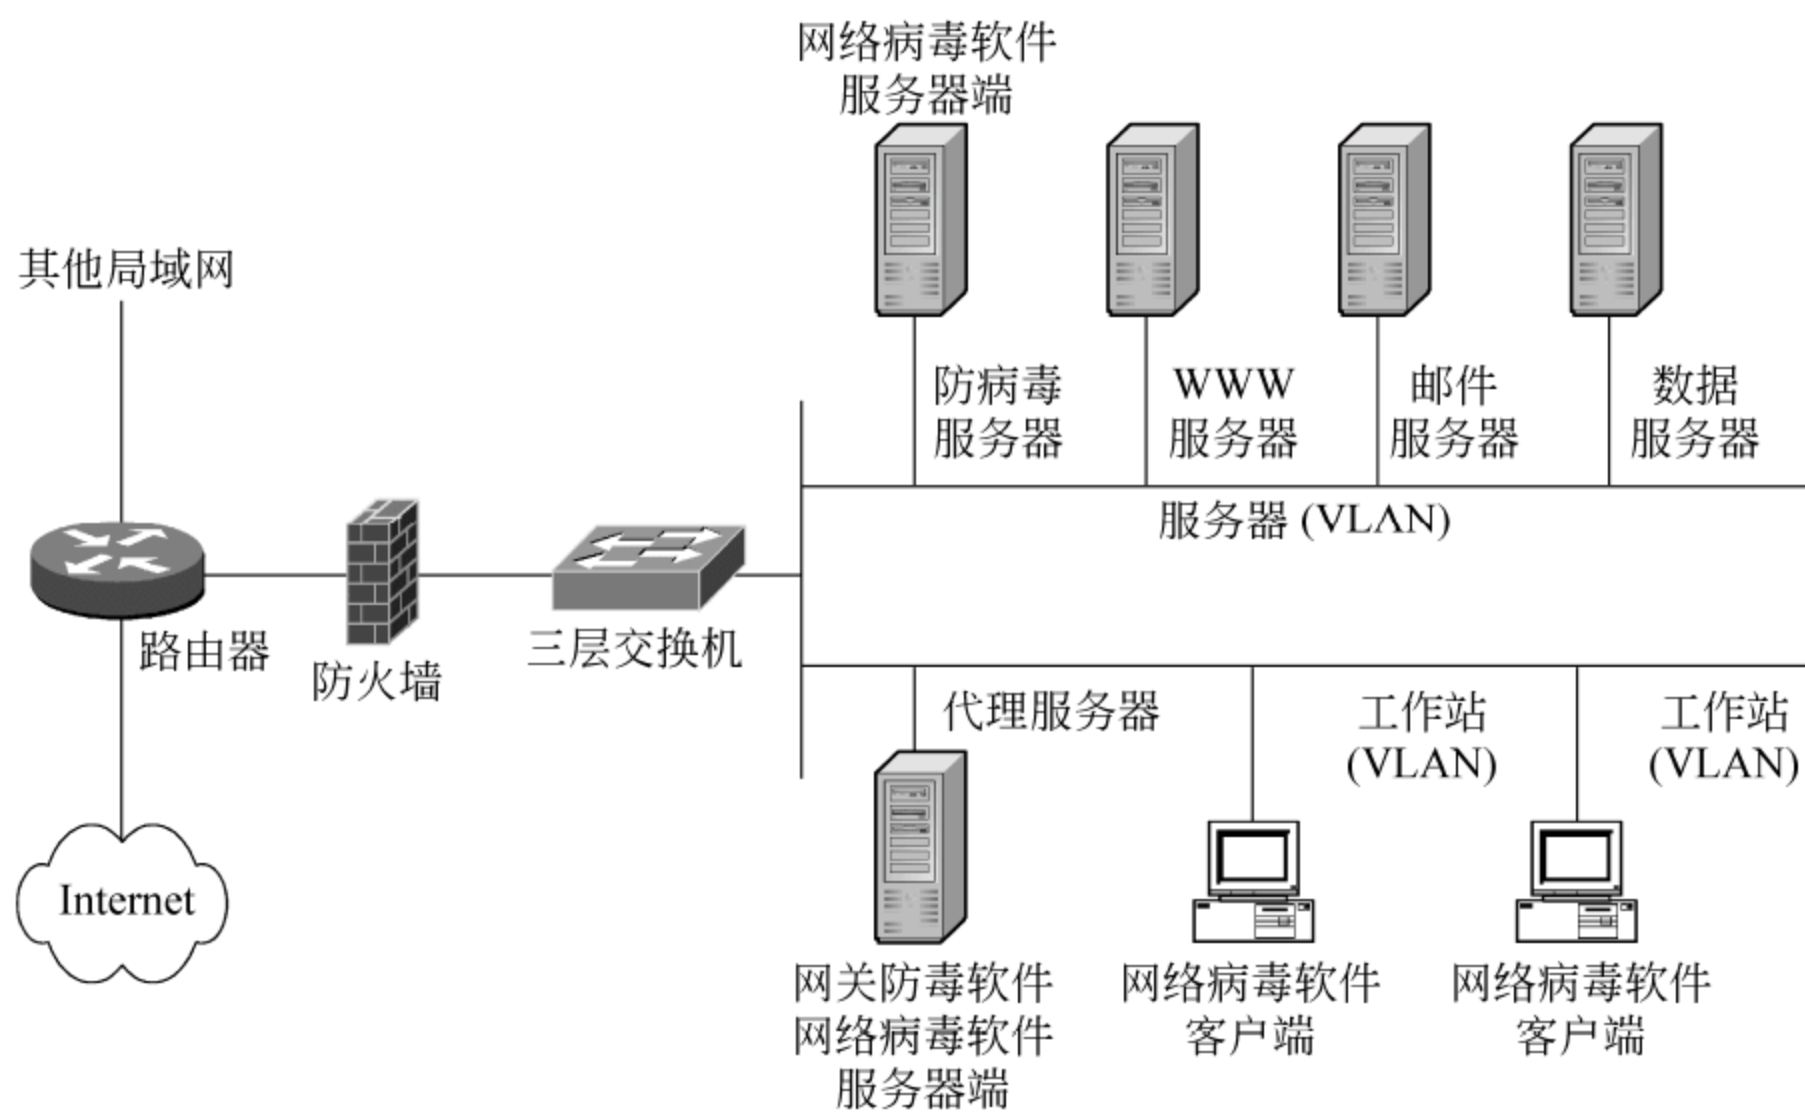 网络病毒软件
服务器端
其他局域网
防病毒
服务器
WWW
服务器
邮件
服务器
数据
服务器
服务器 (VLAN)
路由器
防火墙
三层交换机
代理服务器
工作站
(VLAN)
工作站
(VLAN)
Internet
网关防毒软件
网络病毒软件
服务器端
网络病毒软件
客户端
网络病毒软件
客户端